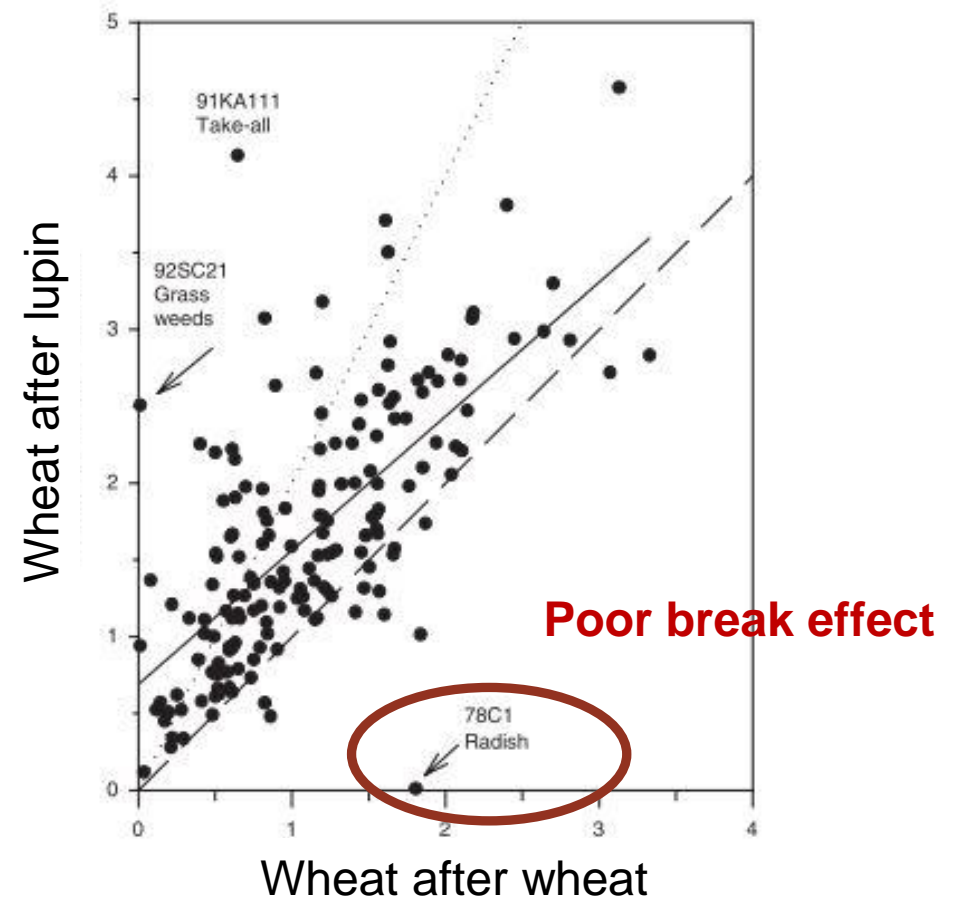 5
91KA111
Take-all
4
92SC21
Grass
weeds
3
Wheat after lupin
2
Poor break effect
1
78C1
Radish
0
0 1 2 3 4
Wheat after wheat